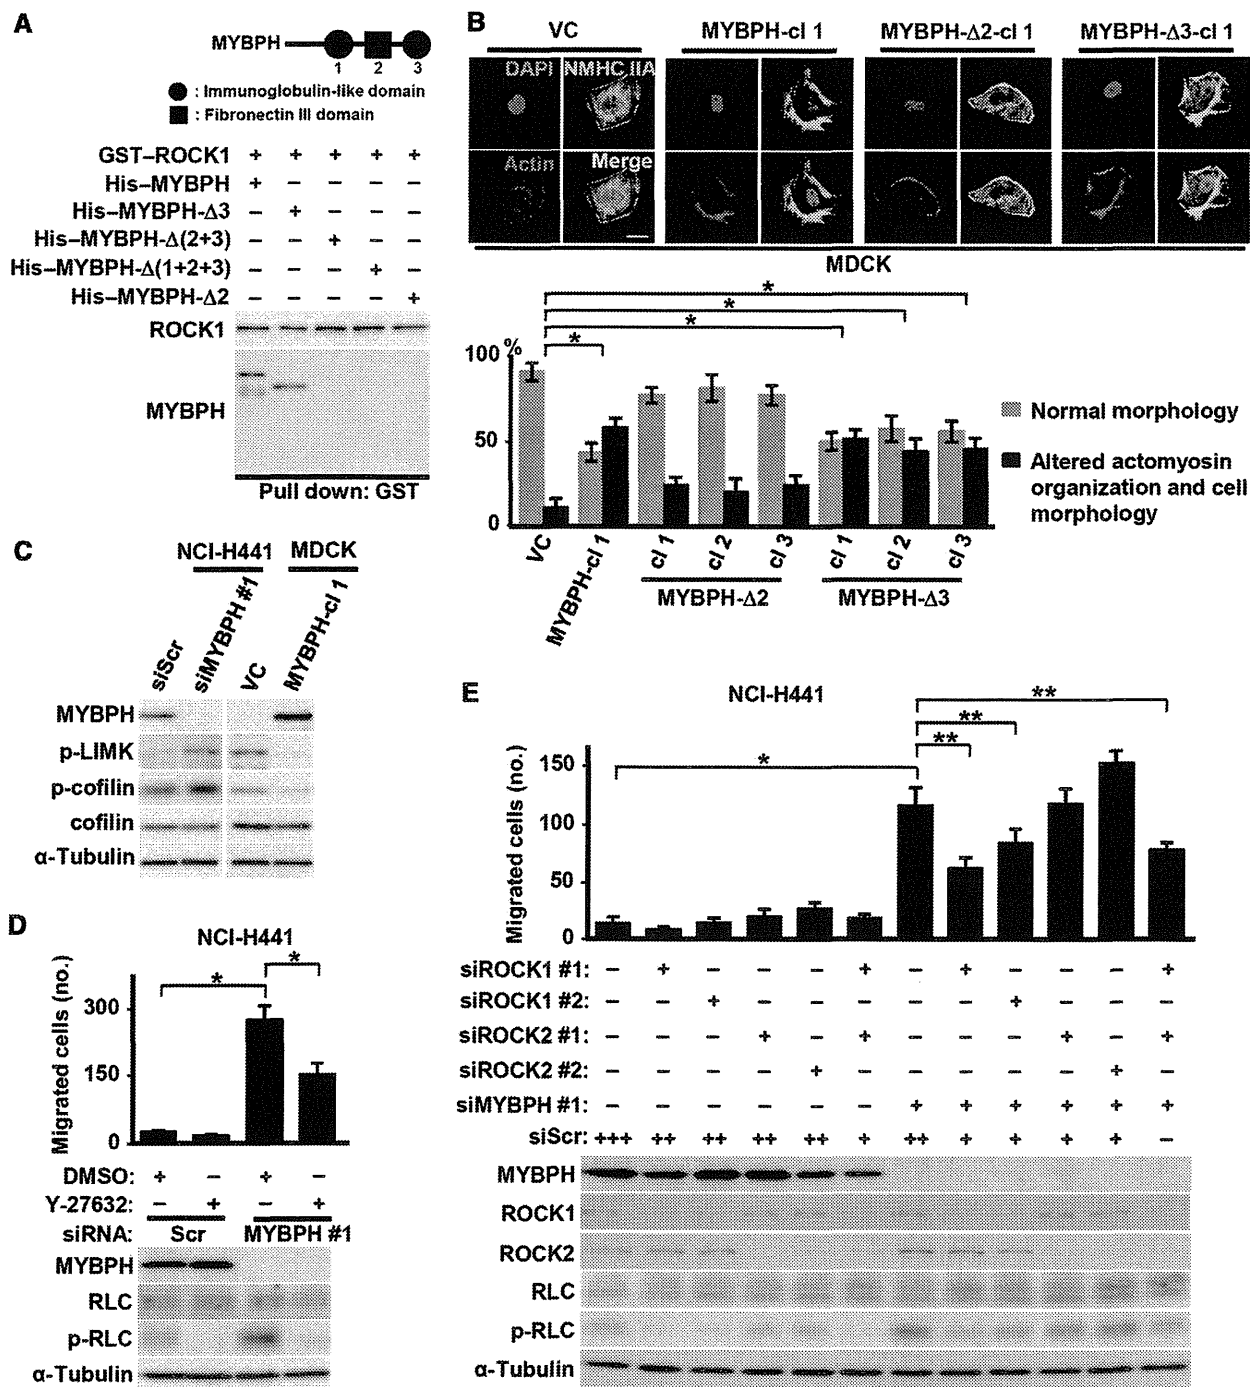 A
MYBPH
1 2 3
: Immunoglobulin-like domain
: Fibronectin III domain
GST–ROCK1 + + + + +
His–MYBPH + – – – –
His–MYBPH-Δ3 – + – – –
His–MYBPH-Δ(2+3) – – + – –
His–MYBPH-Δ(1+2+3) – – – + –
His–MYBPH-Δ2 – – – – +
ROCK1
MYBPH
Pull down: GST
B
VC MYBPH-cl 1 MYBPH-Δ2-cl 1 MYBPH-Δ3-cl 1
DAPI NMHC IIA
Actin Merge
MDCK
* * * *
100 %
50
0
VC MYBPH-cl 1 cl 1 cl 2 cl 3 cl 1 cl 2 cl 3
MYBPH-Δ2 MYBPH-Δ3
Normal morphology
Altered actomyosin
organization and cell
morphology
C
NCI-H441 MDCK
siScr siMYBPH #1 VC MYBPH-cl 1
MYBPH
p-LIMK
p-cofilin
cofilin
α-Tubulin
D
NCI-H441
* *
Migrated cells (no.)
300
150
0
DMSO: + – + –
Y-27632: – + – +
siRNA: Scr MYBPH #1
MYBPH
RLC
p-RLC
α-Tubulin
E
NCI-H441
* ** ** **
Migrated cells (no.)
150
100
50
0
siROCK1 #1: – + – – – + – + – – – +
siROCK1 #2: – – + – – – – – + – – –
siROCK2 #1: – – – + – + – – – + – +
siROCK2 #2: – – – – + – – – – – + –
siMYBPH #1: – – – – – – + + + + + +
siScr: +++ ++ ++ ++ ++ + ++ + + + + –
MYBPH
ROCK1
ROCK2
RLC
p-RLC
α-Tubulin